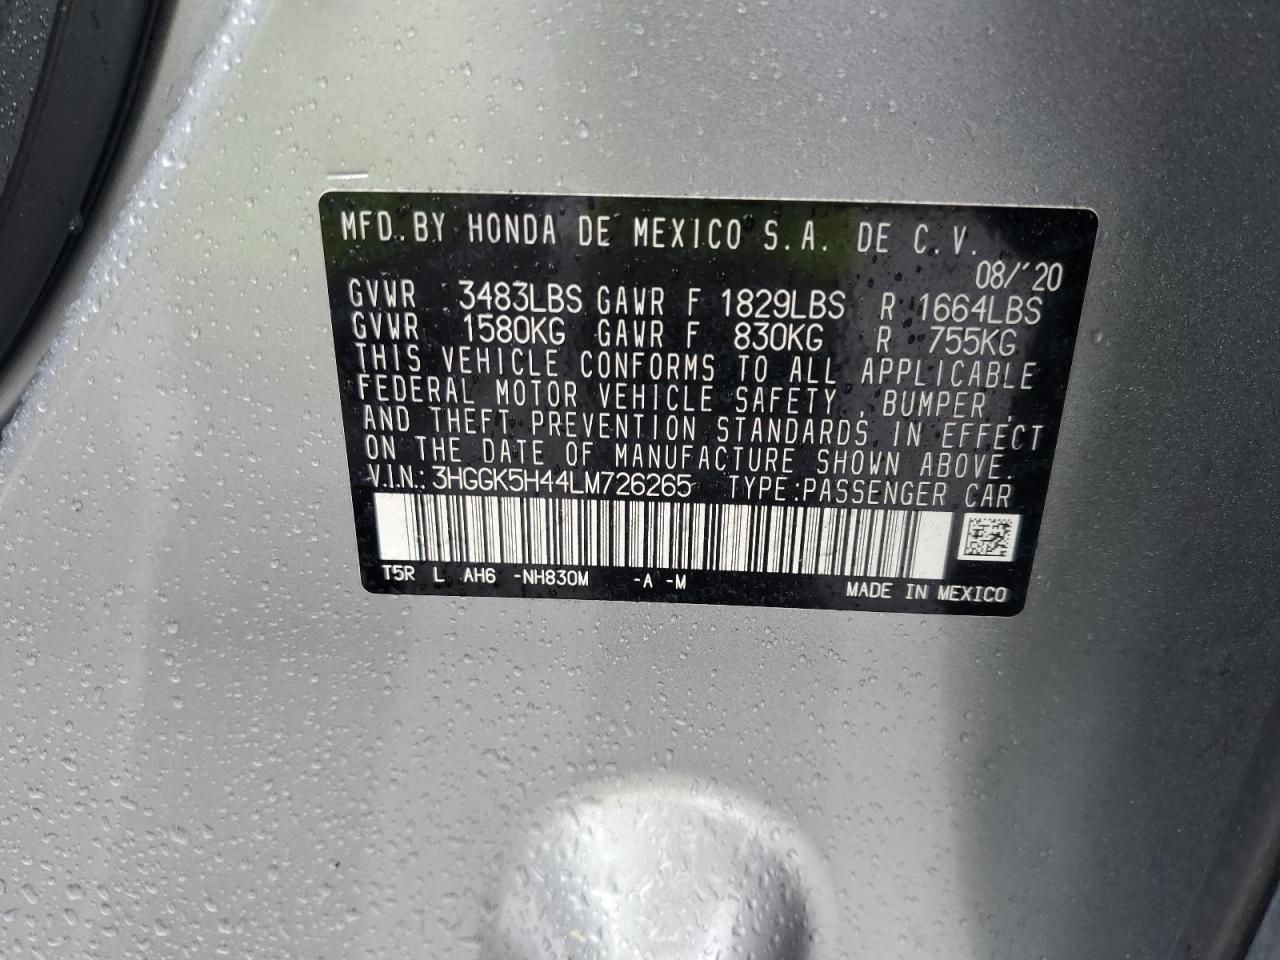 MFD. BY HONDA DE MEXICO S.A. DE C.V.
08/'20
GVWR 3483LBS GAWR F 1829LBS R 1664LBS
GVWR 1580KG GAWR F 830KG R 755KG
THIS VEHICLE CONFORMS TO ALL APPLICABLE
FEDERAL MOTOR VEHICLE SAFETY , BUMPER ,
AND THEFT PREVENTION STANDARDS IN EFFECT
ON THE DATE OF MANUFACTURE SHOWN ABOVE.
V.I.N.: 3HGGK5H44LM726265 TYPE:PASSENGER CAR
T5R L AH6 -NH830M -A -M
MADE IN MEXICO